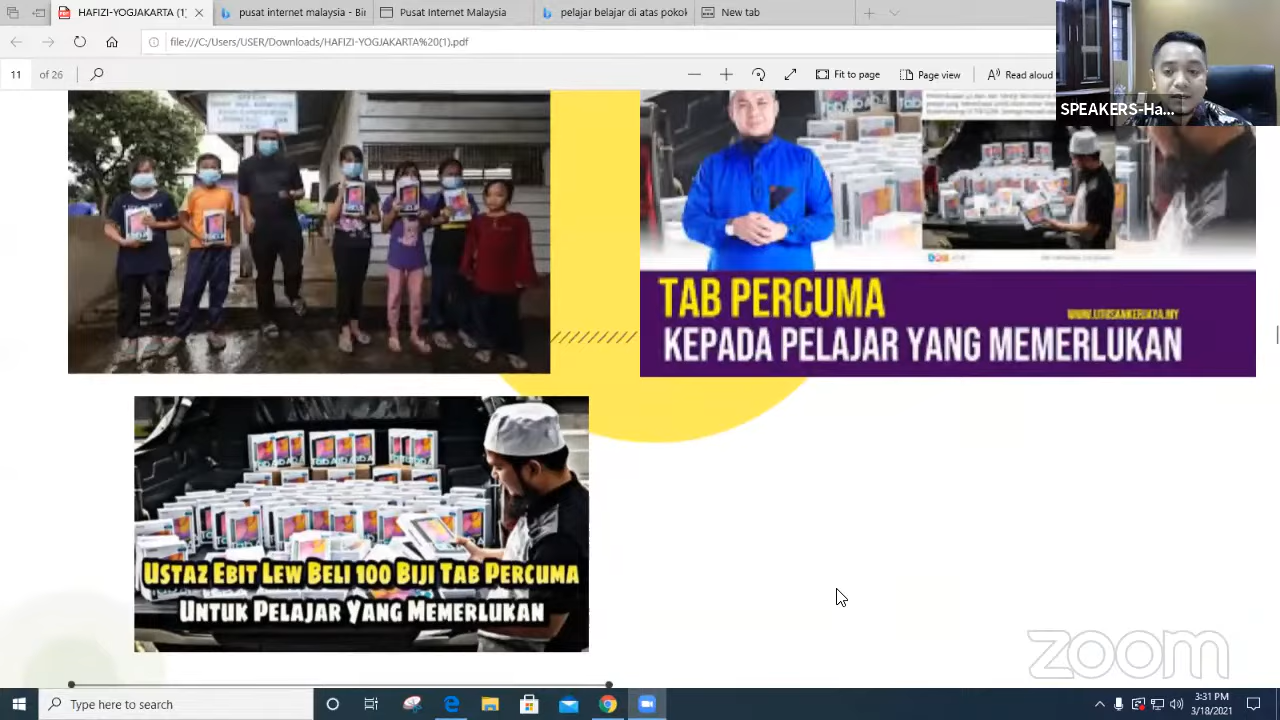 HAFIZI-YOGJAKARTA (1)
pusat internet malaysia - Bi
Pusat Internet Malaysia
pelajar belajar di atas pokok
New tab
file:///C:/Users/USER/Downloads/HAFIZI-YOGJAKARTA%20(1).pdf
11
of 26
Fit to page
Page view
Read aloud
SPEAKERS-Ha...
TAB PERCUMA
KEPADA PELAJAR YANG MEMERLUKAN
USTAZ EBIT LEW BELI 100 BIJI TAB PERCUMA
UNTUK PELAJAR YANG MEMERLUKAN
zoom
Type here to search
3:31 PM
3/18/2021